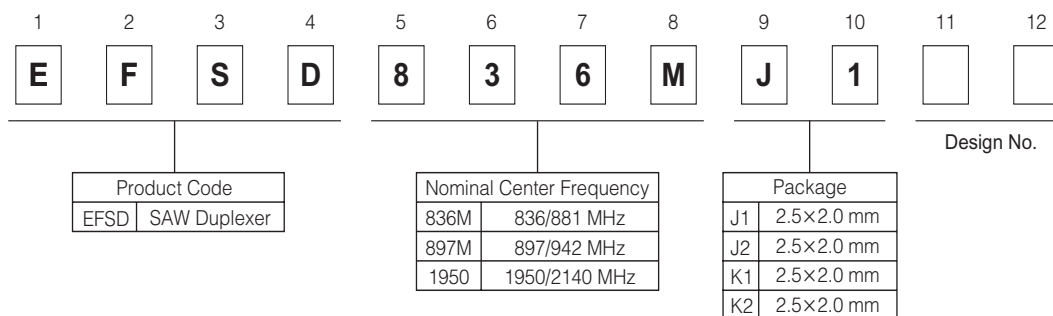 1 2 3 4 5 6 7 8 9 10 11 12
E F S D 8 3 6 M J 1
Design No.
Product Code
EFSD SAW Duplexer
Nominal Center Frequency
836M 836/881 MHz
897M 897/942 MHz
1950 1950/2140 MHz
Package
J1 2.5×2.0 mm
J2 2.5×2.0 mm
K1 2.5×2.0 mm
K2 2.5×2.0 mm